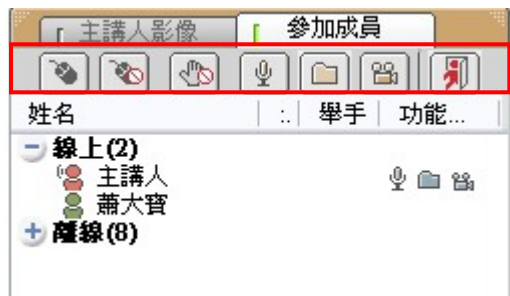 主講人影像 參加成員
姓名 :. 舉手 功能...
線上(2)
主講人
蕭大寶
離線(8)